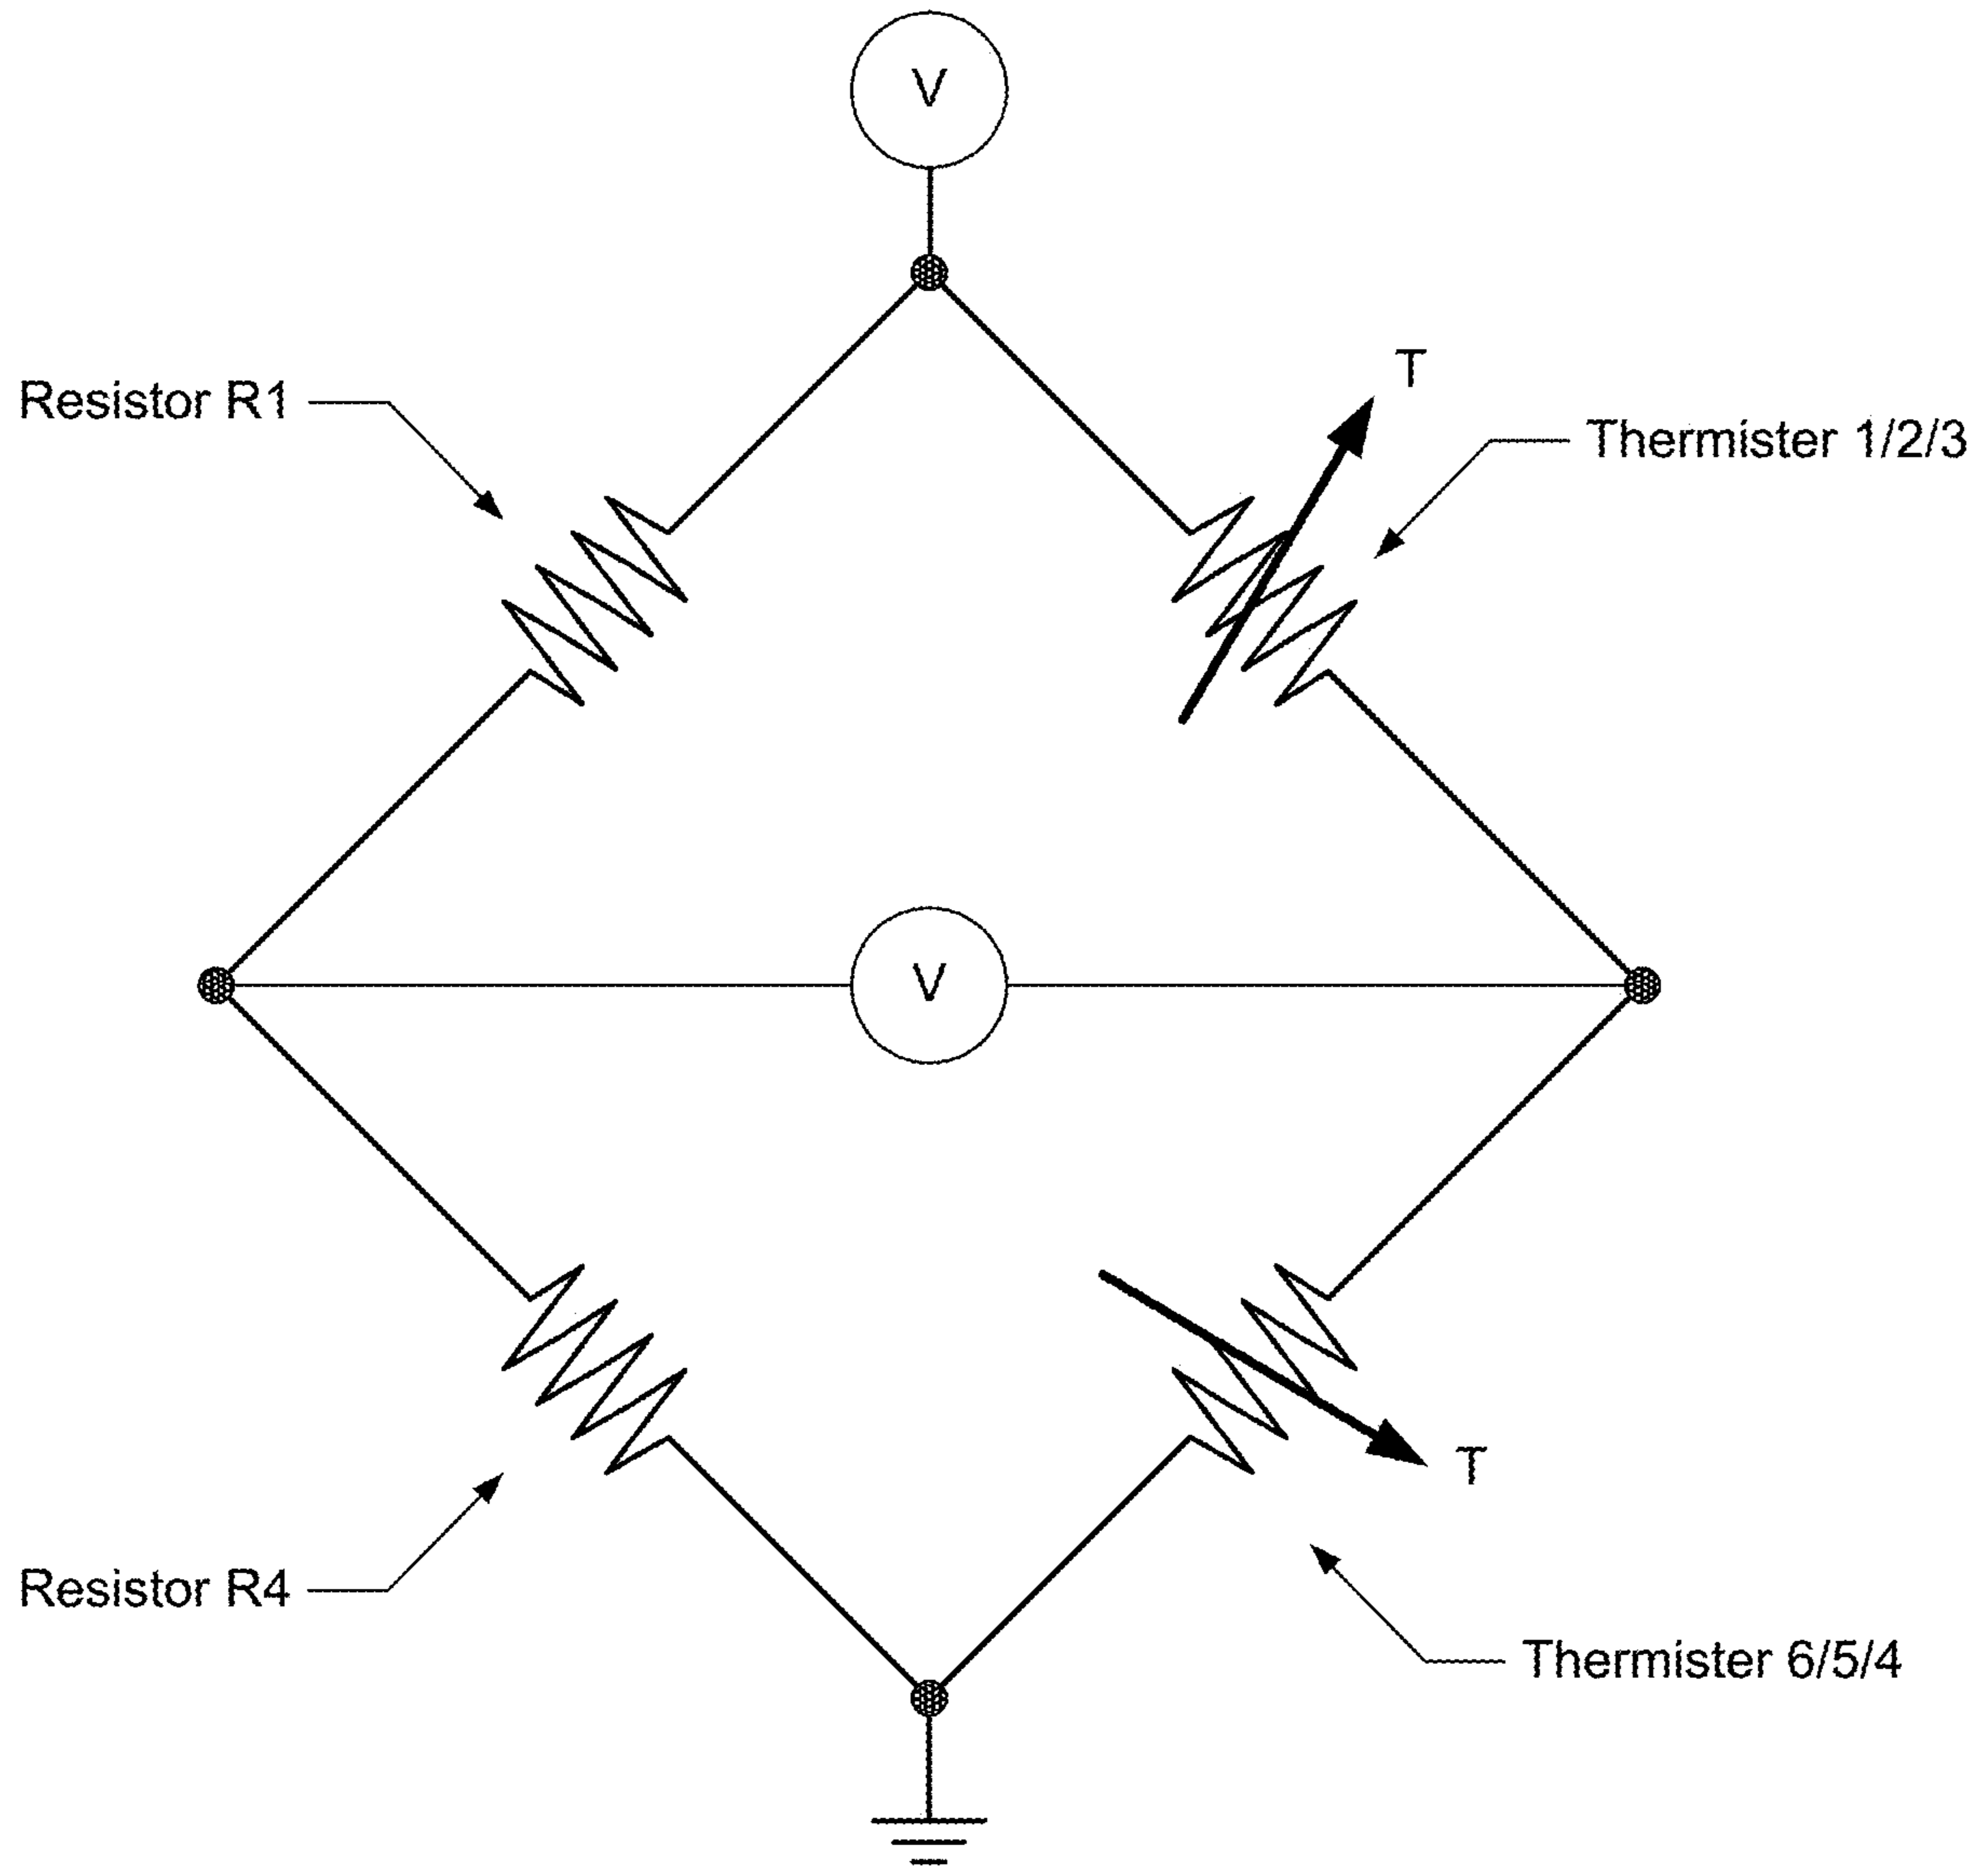 V
T
Resistor R1
Thermister 1/2/3
V
T
Resistor R4
Thermister 6/5/4